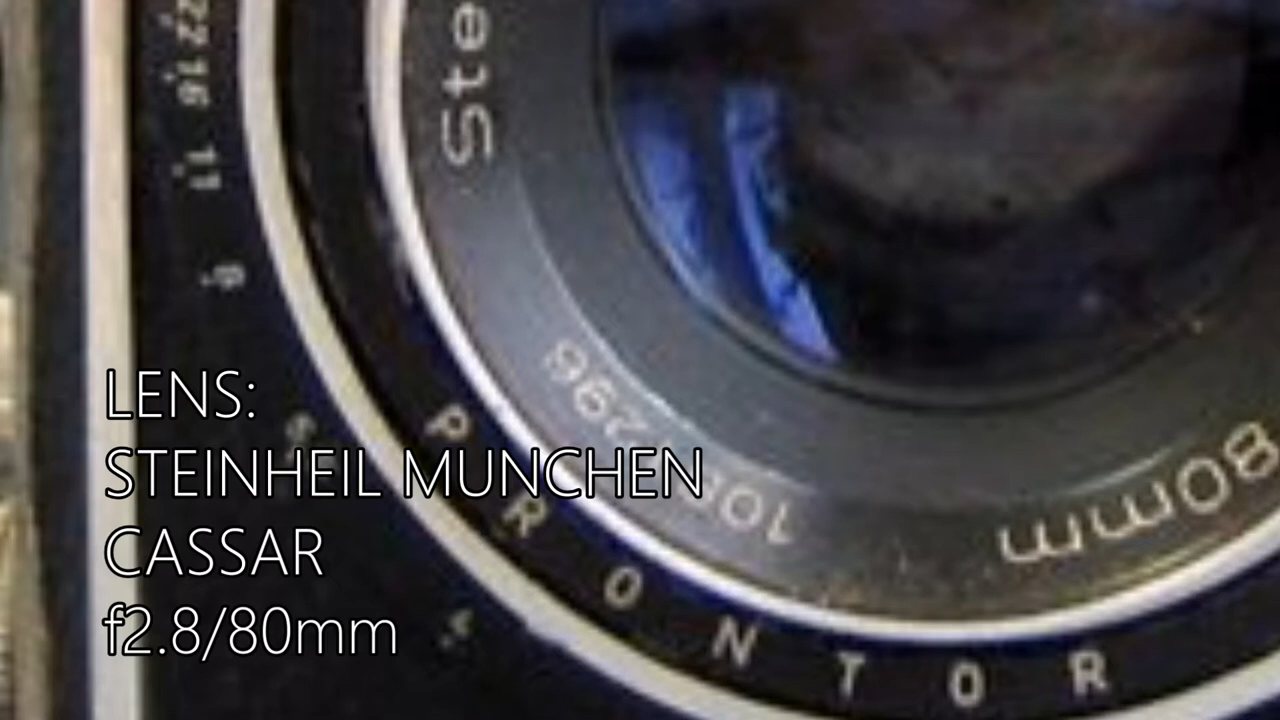 22
16
11
8
Ste
80mm
PRONTOR
LENS:
STEINHEIL MUNCHEN
CASSAR
f2.8/80mm